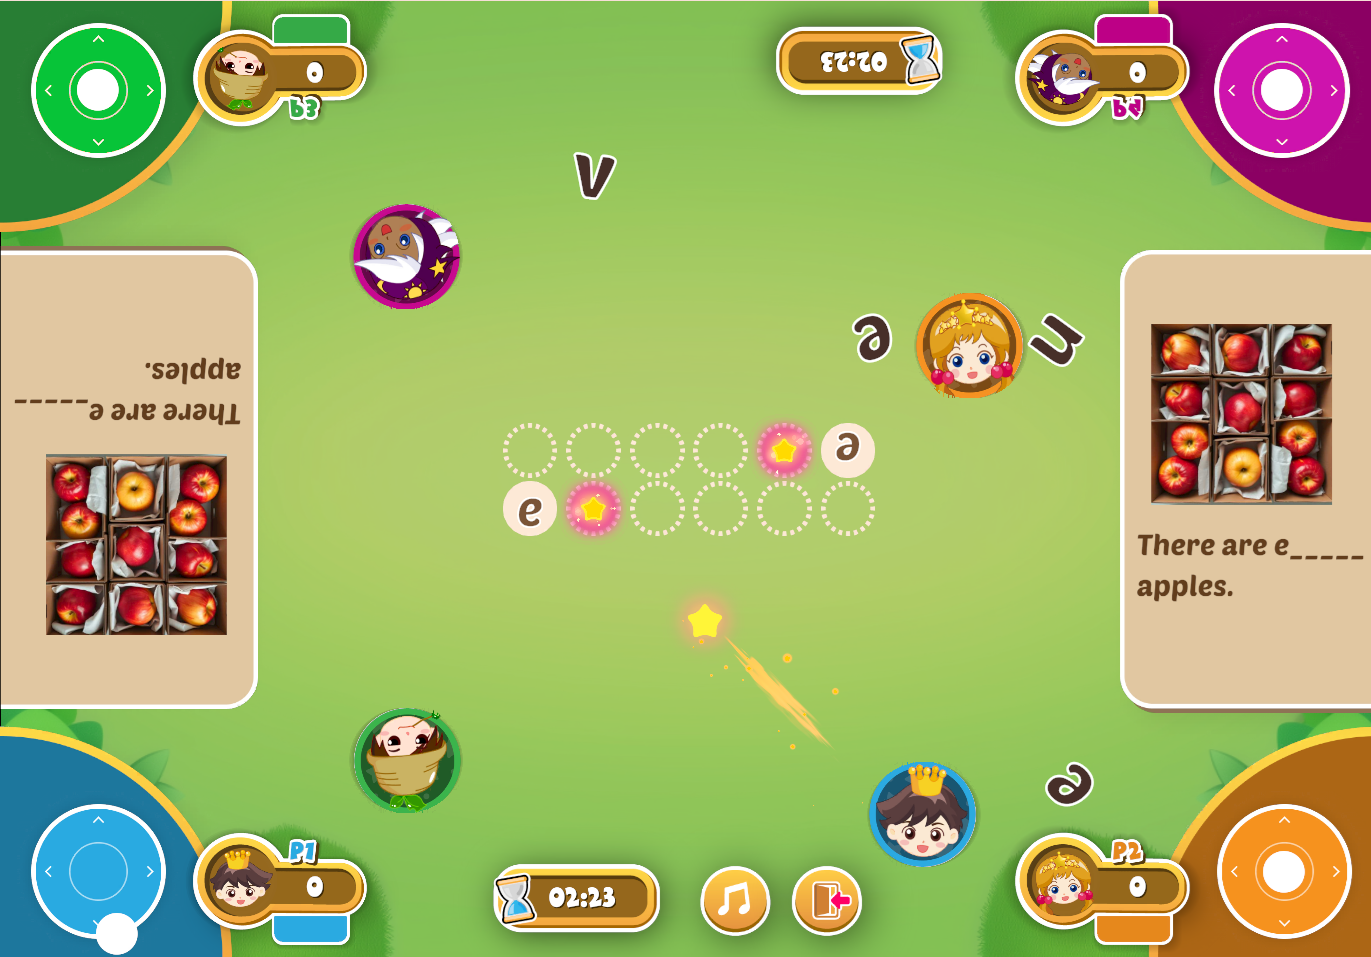 0
P3
02:23
0
P4
v
e
n
There are e_____
apples.
e
e
There are e_____
apples.
e
P1
0
02:23
P2
0